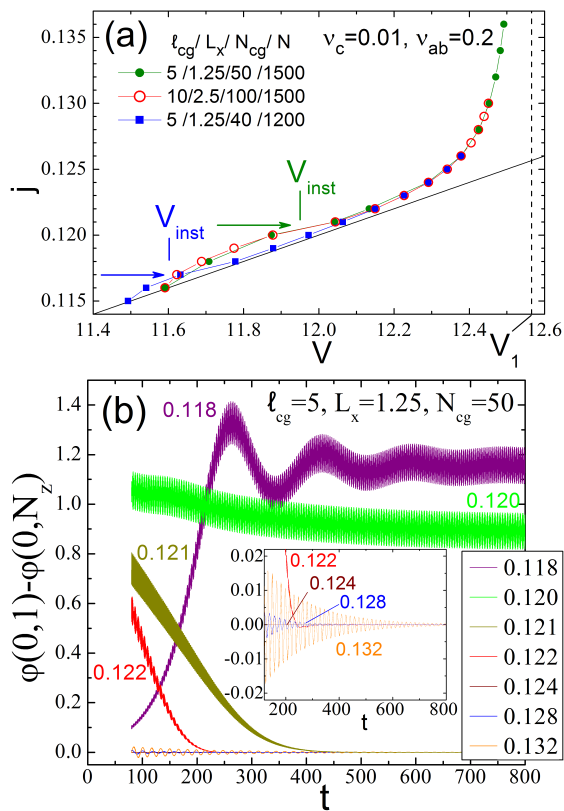 (a)
ℓcg/ Lx/ Ncg/ N
νc=0.01, νab=0.2
5 /1.25/50 /1500
10/2.5/100/1500
5 /1.25/40 /1200
0.135
0.130
0.125
0.120
0.115
j
Vinst
Vinst
11.4 11.6 11.8 12.0 12.2 12.4 12.6
V
V1
(b)
ℓcg=5, Lx=1.25, Ncg=50
0.118
0.120
0.121
0.122
1.4
1.2
1.0
0.8
0.6
0.4
0.2
0.0
φ(0,1)-φ(0,Nz)
0.02
0.01
0.00
-0.01
-0.02
0.122
0.124
0.128
0.132
200 400 600 800
t
0.118
0.120
0.121
0.122
0.124
0.128
0.132
0 100 200 300 400 500 600 700 800
t